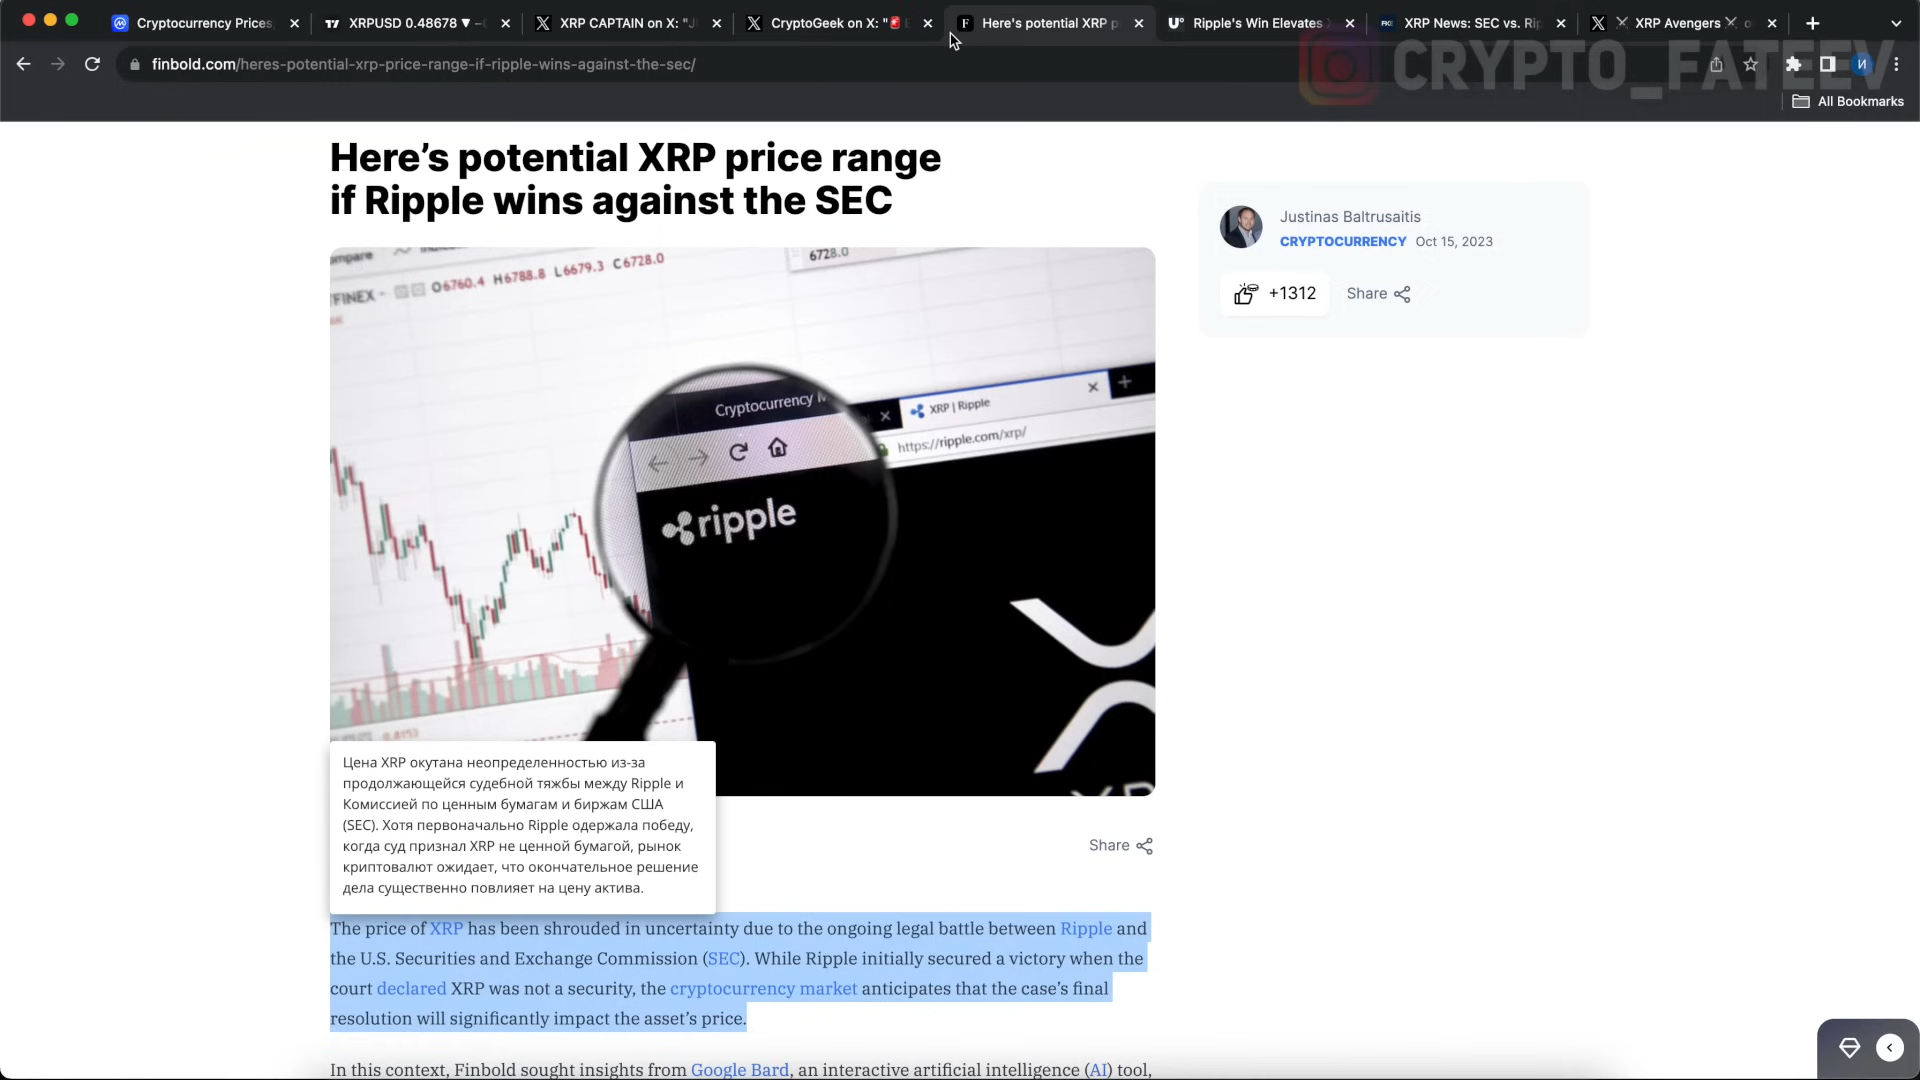 Cryptocurrency Prices,
XRPUSD 0.48678 ▼ −
XRP CAPTAIN on X: "J
CryptoGeek on X: "🚨
Here's potential XRP p
Ripple's Win Elevates
XRP News: SEC vs. Rip
XRP Avengers
finbold.com/heres-potential-xrp-price-range-if-ripple-wins-against-the-sec/
CRYPTO_FATEEV
И
All Bookmarks
Here's potential XRP price range
if Ripple wins against the SEC
Justinas Baltrusaitis
CRYPTOCURRENCY Oct 15, 2023
+1312
Share
6728.0
O6760.4 H6788.8 L6679.3 C6728.0
Cryptocurrency M
XRP | Ripple
https://ripple.com/xrp/
ripple
Цена XRP окутана неопределенностью из-за
продолжающейся судебной тяжбы между Ripple и
Комиссией по ценным бумагам и биржам США
(SEC). Хотя первоначально Ripple одержала победу,
когда суд признал XRP не ценной бумагой, рынок
криптовалют ожидает, что окончательное решение
дела существенно повлияет на цену актива.
Share
The price of XRP has been shrouded in uncertainty due to the ongoing legal battle between Ripple and
the U.S. Securities and Exchange Commission (SEC). While Ripple initially secured a victory when the
court declared XRP was not a security, the cryptocurrency market anticipates that the case's final
resolution will significantly impact the asset's price.
In this context, Finbold sought insights from Google Bard, an interactive artificial intelligence (AI) tool,